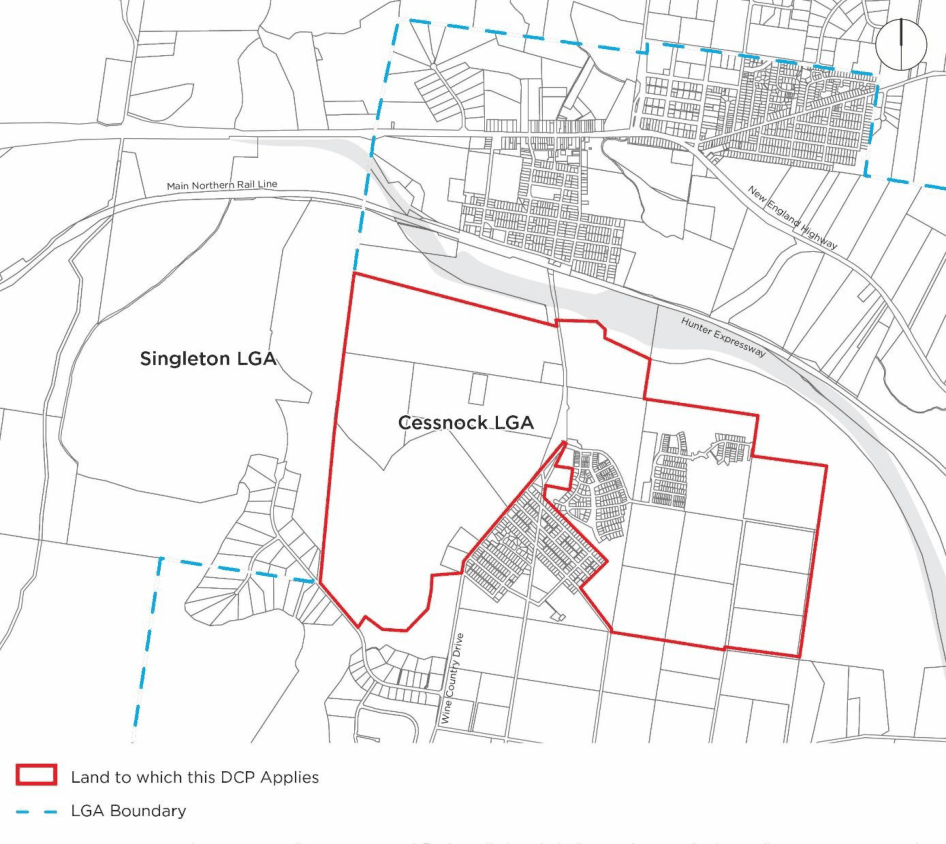 Main Northern Rail Line
New England Highway
Hunter Expressway
Singleton LGA
Cessnock LGA
Wine Country Drive
Land to which this DCP Applies
LGA Boundary